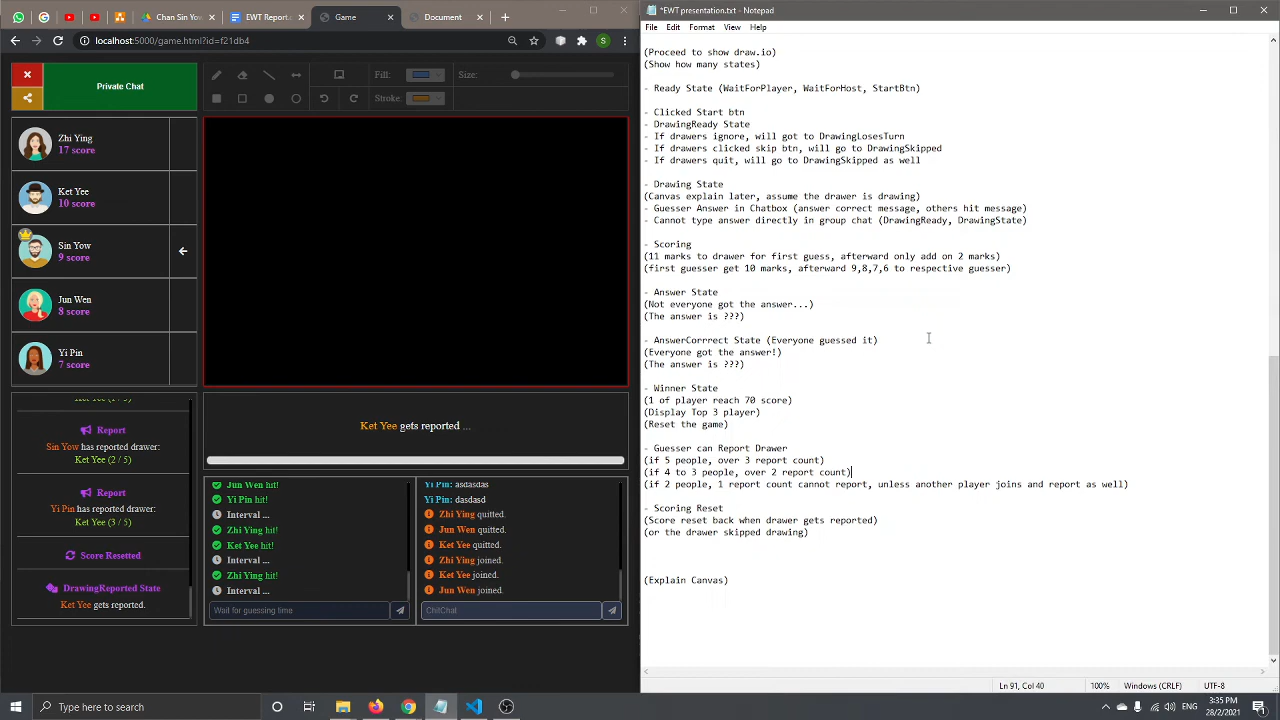 Chan Sin Yow
EWT Report
Game
Document
localhost:5000/game.html?id=f21db4
S
Private Chat
Fill:
Size:
Stroke:
Zhi Ying
17 score
Ket Yee
10 score
Sin Yow
9 score
Jun Wen
8 score
Yi Pin
7 score
Report
Sin Yow has reported drawer:
Ket Yee (2 / 5)
Report
Yi Pin has reported drawer:
Ket Yee (3 / 5)
Score Resetted
DrawingReported State
Ket Yee gets reported.
Ket Yee gets reported ...
Jun Wen hit!
Yi Pin hit!
Interval ...
Zhi Ying hit!
Ket Yee hit!
Interval ...
Zhi Ying hit!
Interval ...
Wait for guessing time
Yi Pin: asdasdas
Yi Pin: dasdasd
Zhi Ying quitted.
Jun Wen quitted.
Ket Yee quitted.
Zhi Ying joined.
Ket Yee joined.
Jun Wen joined.
ChitChat
*EWT presentation.txt - Notepad
File Edit Format View Help
(Proceed to show draw.io)
(Show how many states)
- Ready State (WaitForPlayer, WaitForHost, StartBtn)
- Clicked Start btn
- DrawingReady State
- If drawers ignore, will got to DrawingLosesTurn
- If drawers clicked skip btn, will go to DrawingSkipped
- If drawers quit, will go to DrawingSkipped as well
- Drawing State
(Canvas explain later, assume the drawer is drawing)
- Guesser Answer in Chatbox (answer correct message, others hit message)
- Cannot type answer directly in group chat (DrawingReady, DrawingState)
- Scoring
(11 marks to drawer for first guess, afterward only add on 2 marks)
(first guesser get 10 marks, afterward 9,8,7,6 to respective guesser)
- Answer State
(Not everyone got the answer...)
(The answer is ???)
- AnswerCorrrect State (Everyone guessed it)
(Everyone got the answer!)
(The answer is ???)
- Winner State
(1 of player reach 70 score)
(Display Top 3 player)
(Reset the game)
- Guesser can Report Drawer
(if 5 people, over 3 report count)
(if 4 to 3 people, over 2 report count)
(if 2 people, 1 report count cannot report, unless another player joins and report as well)
- Scoring Reset
(Score reset back when drawer gets reported)
(or the drawer skipped drawing)
(Explain Canvas)
Ln 91, Col 40 100% Windows (CRLF) UTF-8
Type here to search
3:35 PM
28/2/2021